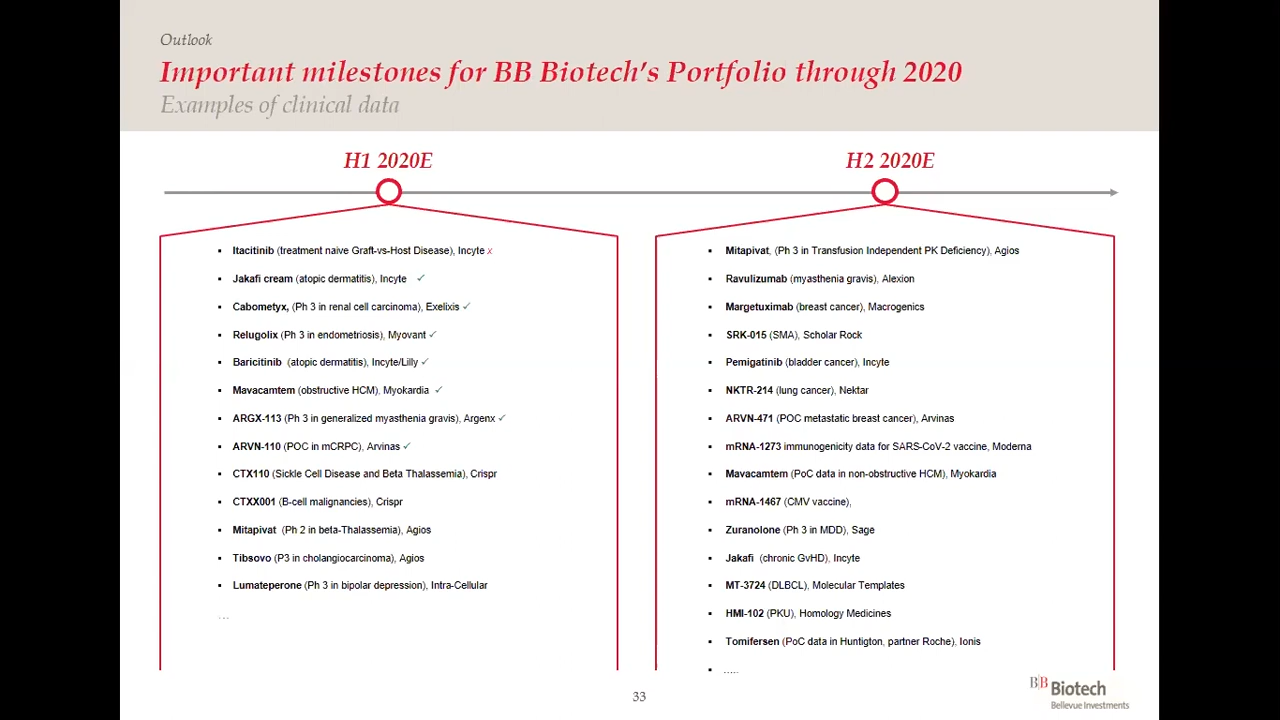 Outlook
Important milestones for BB Biotech's Portfolio through 2020
Examples of clinical data
H1 2020E
▪ Itacitinib (treatment naive Graft-vs-Host Disease), Incyte x
▪ Jakafi cream (atopic dermatitis), Incyte ✓
▪ Cabometyx, (Ph 3 in renal cell carcinoma), Exelixis ✓
▪ Relugolix (Ph 3 in endometriosis), Myovant ✓
▪ Baricitinib (atopic dermatitis), Incyte/Lilly ✓
▪ Mavacamtem (obstructive HCM), Myokardia ✓
▪ ARGX-113 (Ph 3 in generalized myasthenia gravis), Argenx ✓
▪ ARVN-110 (POC in mCRPC), Arvinas ✓
▪ CTX110 (Sickle Cell Disease and Beta Thalassemia), Crispr
▪ CTXX001 (B-cell malignancies), Crispr
▪ Mitapivat (Ph 2 in beta-Thalassemia), Agios
▪ Tibsovo (P3 in cholangiocarcinoma), Agios
▪ Lumateperone (Ph 3 in bipolar depression), Intra-Cellular
...
H2 2020E
▪ Mitapivat, (Ph 3 in Transfusion Independent PK Deficiency), Agios
▪ Ravulizumab (myasthenia gravis), Alexion
▪ Margetuximab (breast cancer), Macrogenics
▪ SRK-015 (SMA), Scholar Rock
▪ Pemigatinib (bladder cancer), Incyte
▪ NKTR-214 (lung cancer), Nektar
▪ ARVN-471 (POC metastatic breast cancer), Arvinas
▪ mRNA-1273 immunogenicity data for SARS-CoV-2 vaccine, Moderna
▪ Mavacamtem (PoC data in non-obstructive HCM), Myokardia
▪ mRNA-1467 (CMV vaccine),
▪ Zuranolone (Ph 3 in MDD), Sage
▪ Jakafi (chronic GvHD), Incyte
▪ MT-3724 (DLBCL), Molecular Templates
▪ HMI-102 (PKU), Homology Medicines
▪ Tomifersen (PoC data in Huntigton, partner Roche), Ionis
▪ .....
33
BB Biotech
Bellevue Investments